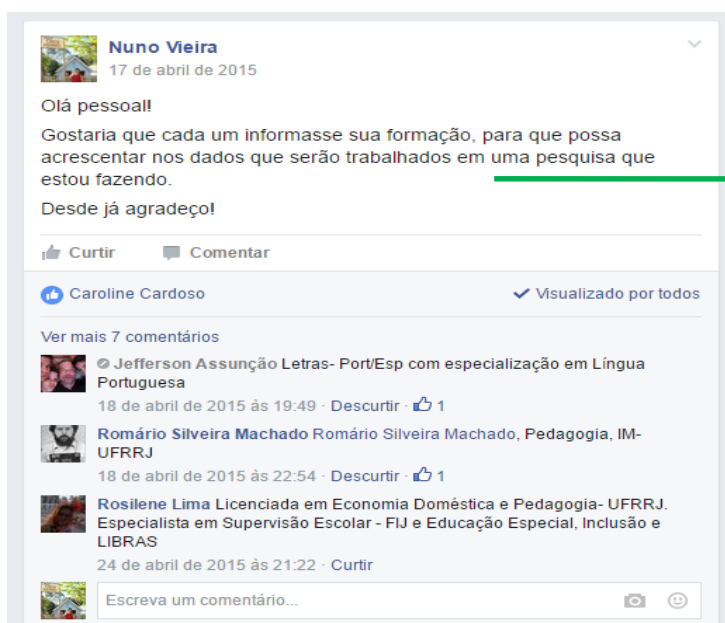 Nuno Vieira
17 de abril de 2015
Olá pessoal!
Gostaria que cada um informasse sua formação, para que possa
acrescentar nos dados que serão trabalhados em uma pesquisa que
estou fazendo.
Desde já agradeço!
Curtir Comentar
Caroline Cardoso Visualizado por todos
Ver mais 7 comentários
Jefferson Assunção Letras- Port/Esp com especialização em Língua
Portuguesa
18 de abril de 2015 às 19:49 · Descurtir · 1
Romário Silveira Machado Romário Silveira Machado, Pedagogia, IM-
UFRRJ
18 de abril de 2015 às 22:54 · Descurtir · 1
Rosilene Lima Licenciada em Economia Doméstica e Pedagogia- UFRRJ.
Especialista em Supervisão Escolar - FIJ e Educação Especial, Inclusão e
LIBRAS
24 de abril de 2015 às 21:22 · Curtir
Escreva um comentário...